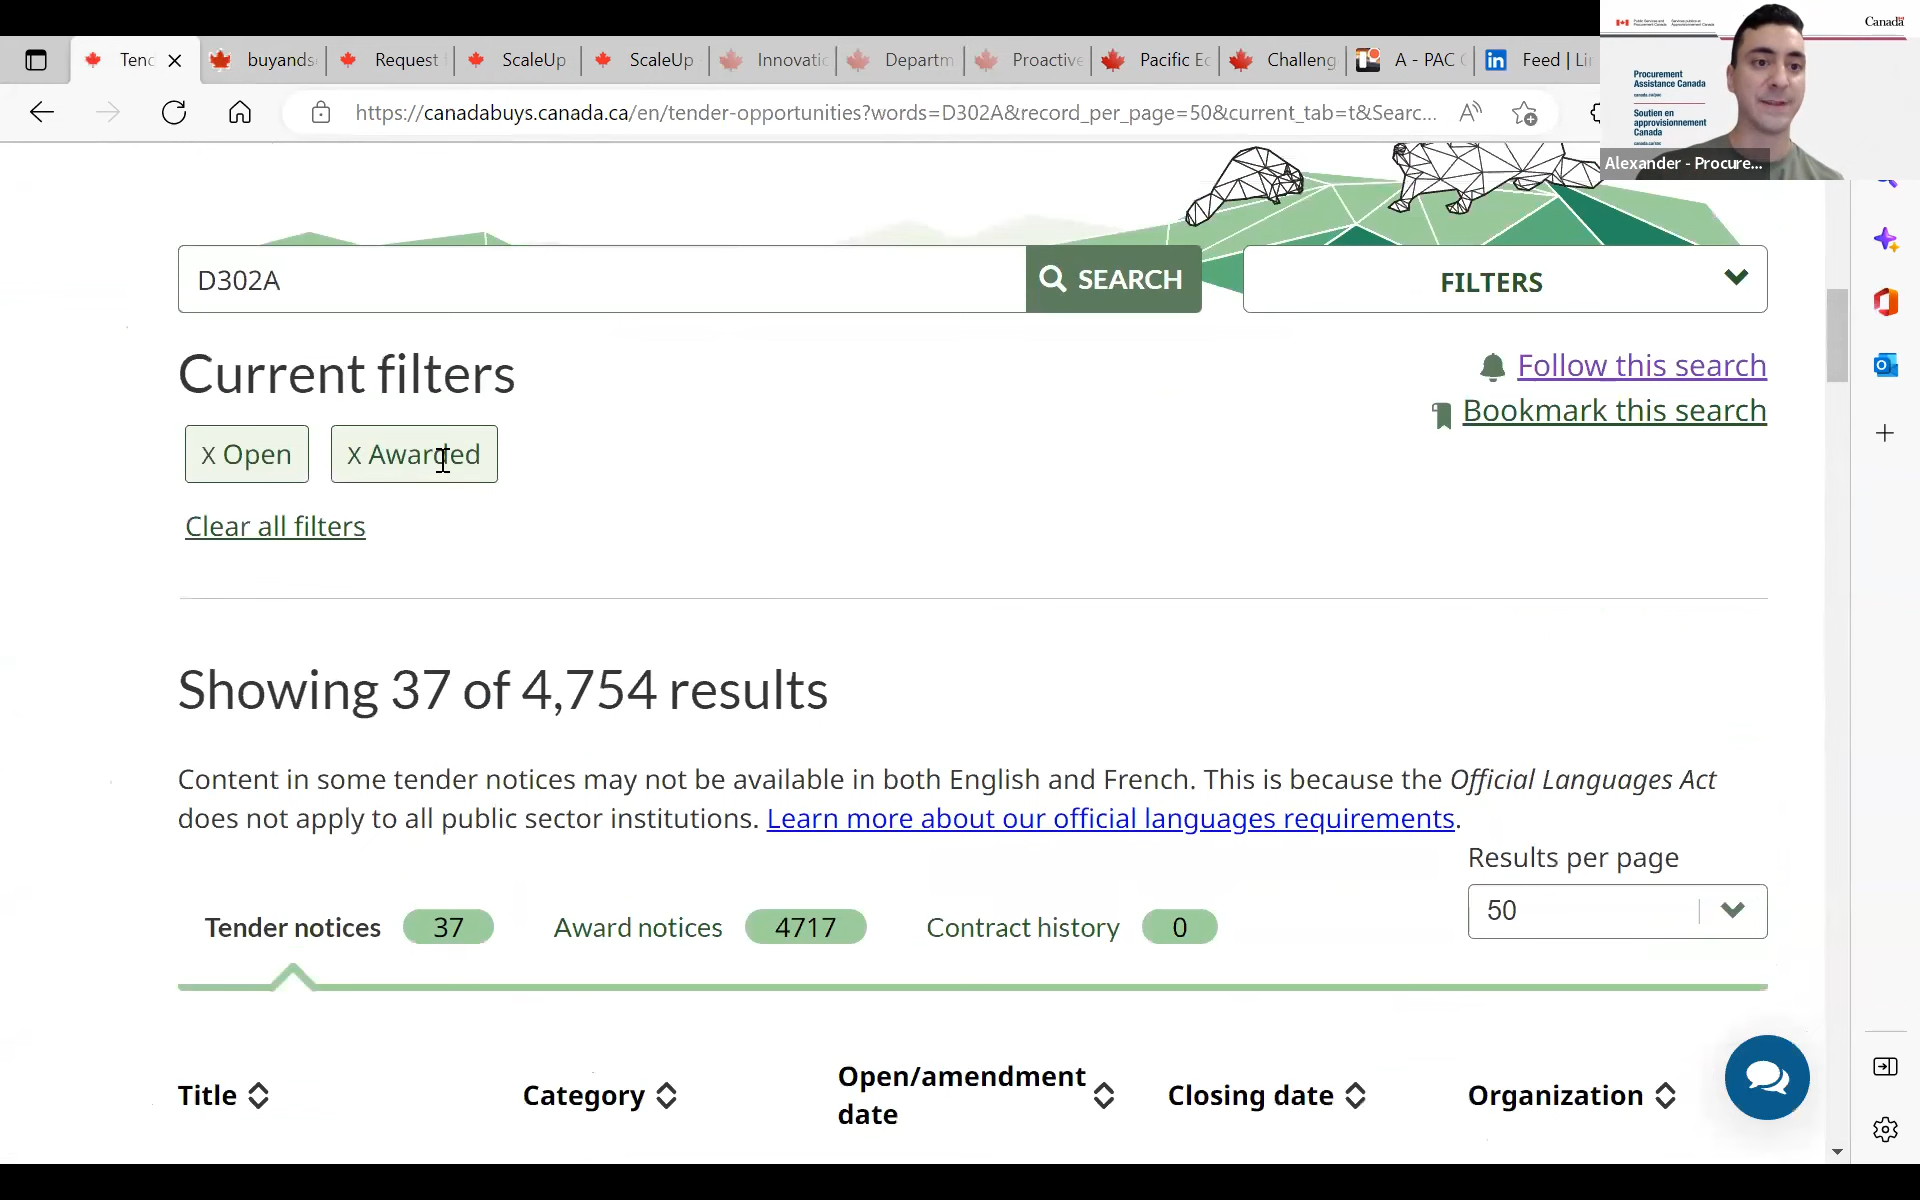 Tenc
buyands
Request
ScaleUp
ScaleUp
Innovatic
Departm
Proactive
Pacific Ec
Challeng
A - PAC
Feed | Lin
https://canadabuys.canada.ca/en/tender-opportunities?words=D302A&record_per_page=50&current_tab=t&Searc...
Canada
Procurement
Assistance Canada
canada.ca/pac
Soutien en
approvisionnement
Canada
Alexander - Procure...
D302A
SEARCH
FILTERS
Current filters
Follow this search
Bookmark this search
X Open
X Awarded
Clear all filters
Showing 37 of 4,754 results
Content in some tender notices may not be available in both English and French. This is because the Official Languages Act
does not apply to all public sector institutions. Learn more about our official languages requirements.
Results per page
50
Tender notices 37
Award notices 4717
Contract history 0
Title
Category
Open/amendment
date
Closing date
Organization